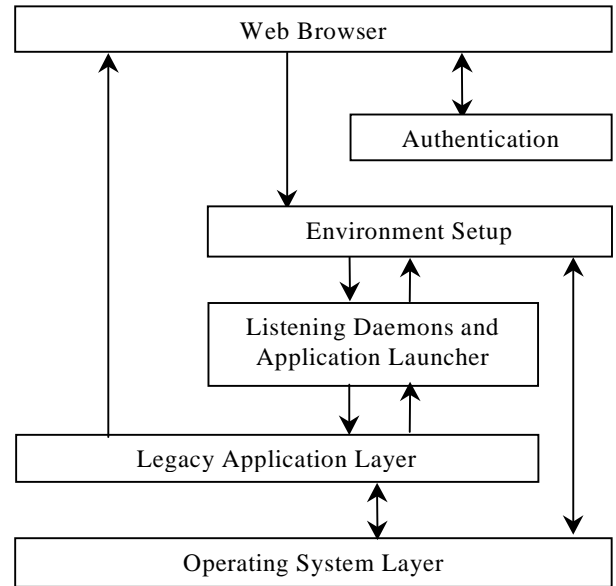 Web Browser
Authentication
Environment Setup
Listening Daemons and
Application Launcher
Legacy Application Layer
Operating System Layer